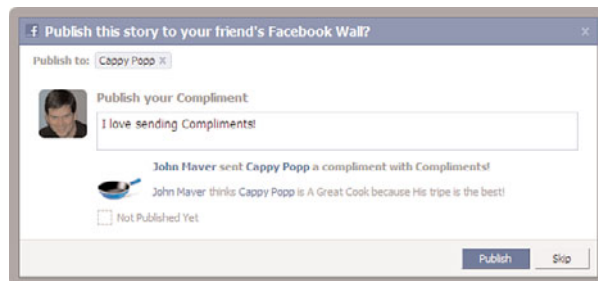 f Publish this story to your friend's Facebook Wall? x
Publish to: Cappy Popp x
Publish your Compliment
I love sending Compliments!
John Maver sent Cappy Popp a compliment with Compliments!
John Maver thinks Cappy Popp is A Great Cook because His tripe is the best!
Not Published Yet
Publish Skip